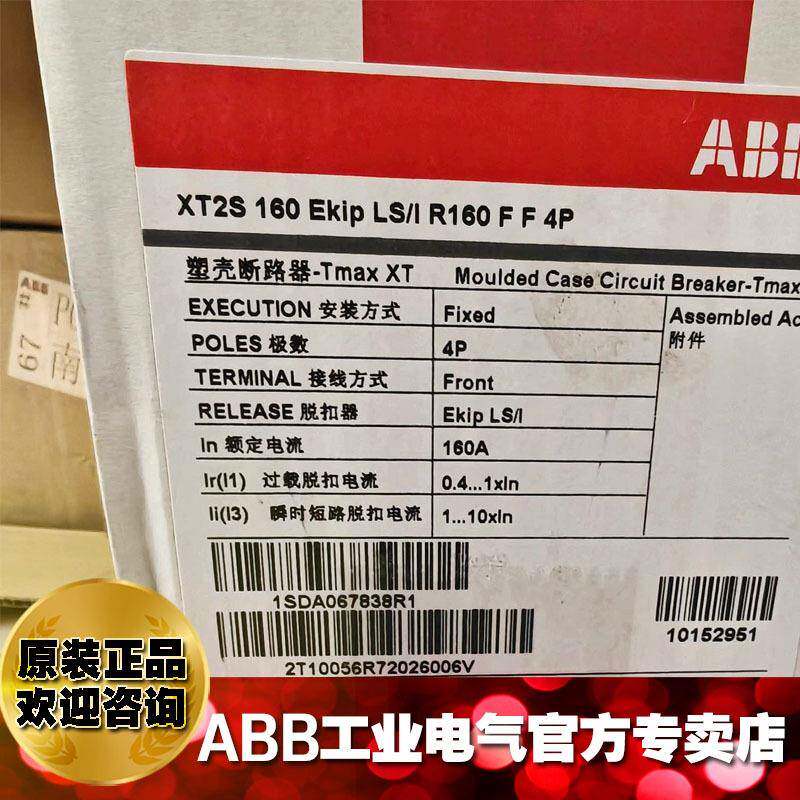 ABB
XT2S 160 Ekip LS/I R160 F F 4P
塑壳断路器-Tmax XT Moulded Case Circuit Breaker-Tmax
EXECUTION 安装方式 Fixed Assembled Ac
附件
POLES 极數 4P
TERMINAL 接线方式 Front
RELEASE 脱扣器 Ekip LS/I
In 额定电流 160A
Ir(I1) 过载脱扣电流 0.4...1xIn
Ii(I3) 瞬时短路脱扣电流 1...10xIn
1SDA067838R1
10152951
2T10056R72026006V
ABB
67
南
原装正品
欢迎咨询
ABB工业电气官方专卖店